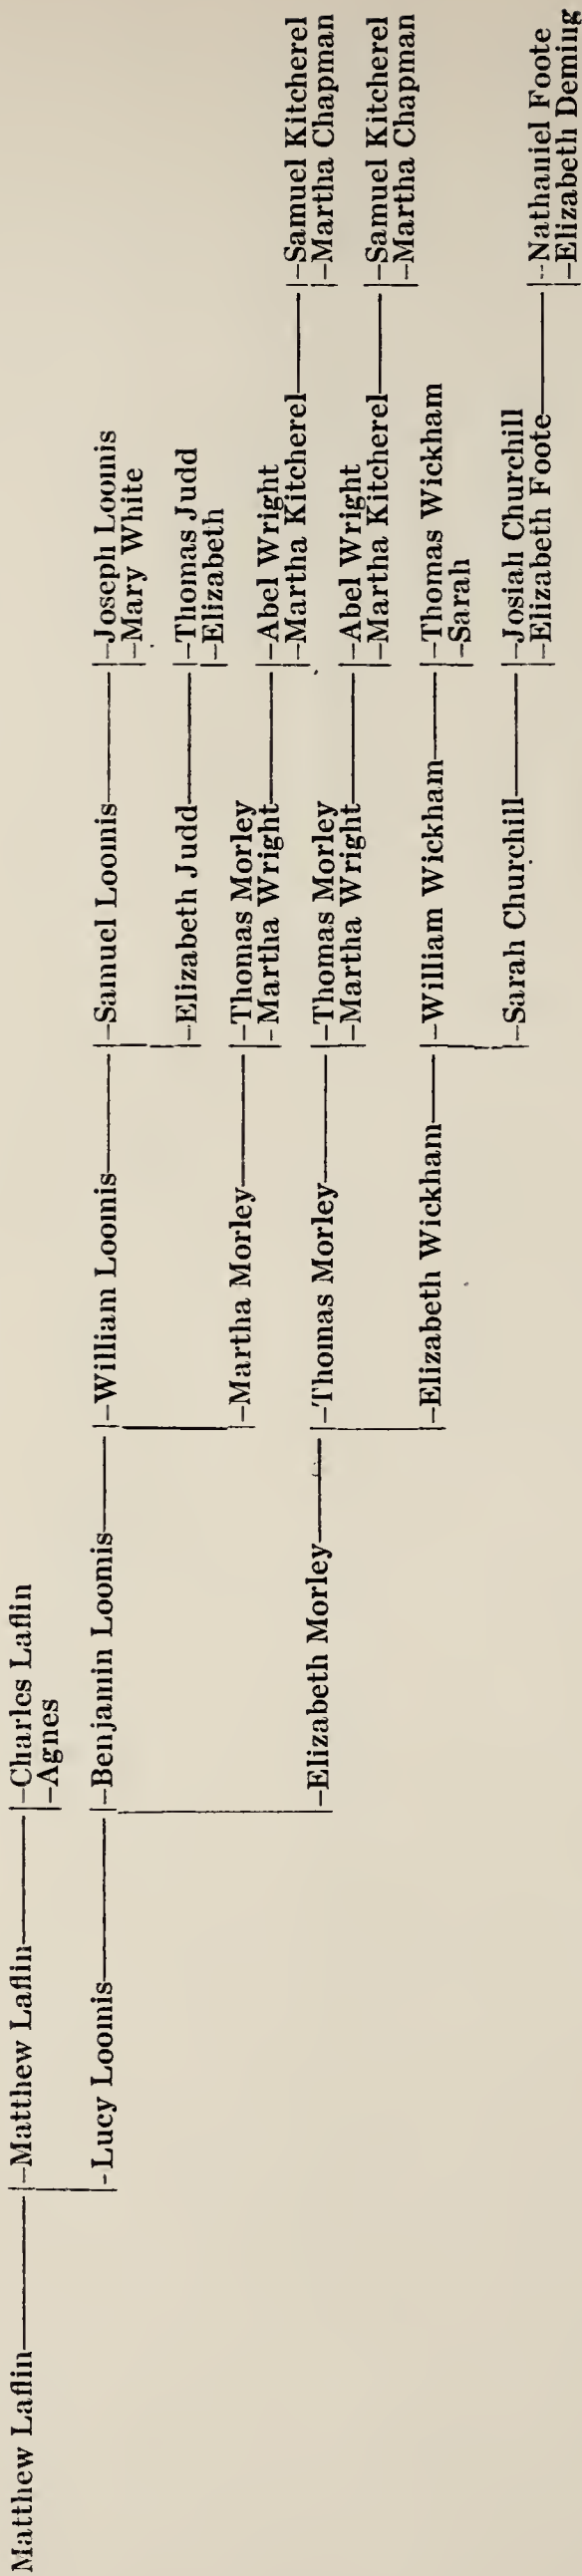 Matthew Laflin
Matthew Laflin
Charles Laflin
Agnes
Lucy Loomis
Benjamin Loomis
William Loomis
Samuel Loomis
Joseph Loomis
Mary White
Elizabeth Judd
Thomas Judd
Elizabeth
Martha Morley
Thomas Morley
Martha Wright
Abel Wright
Martha Kitcherel
Samuel Kitcherel
Martha Chapman
Elizabeth Morley
Thomas Morley
Thomas Morley
Martha Wright
Abel Wright
Martha Kitcherel
Samuel Kitcherel
Martha Chapman
Elizabeth Wickham
William Wickham
Thomas Wickham
Sarah
Sarah Churchill
Josiah Churchill
Elizabeth Foote
Nathaniel Foote
Elizabeth Deming